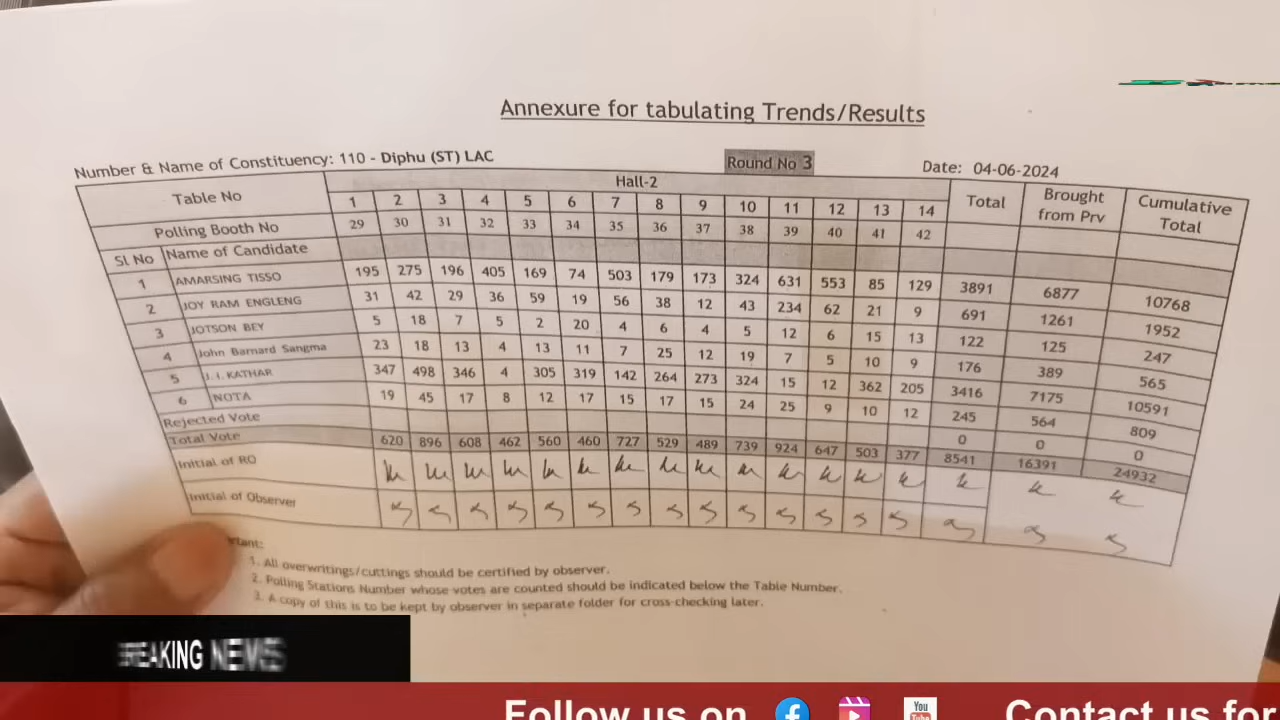 Annexure for tabulating Trends/Results
Number & Name of Constituency: 110 - Diphu (ST) LAC Round No 3 Date: 04-06-2024
Table No Hall-2 Total Brought from Prv Cumulative Total
1 2 3 4 5 6 7 8 9 10 11 12 13 14
Polling Booth No 29 30 31 32 33 34 35 36 37 38 39 40 41 42
Sl No Name of Candidate
1 AMARSING TISSO 195 275 196 405 169 74 503 179 173 324 631 553 85 129 3891 6877 10768
2 JOY RAM ENGLENG 31 42 29 36 59 19 56 38 12 43 234 62 21 9 691 1261 1952
3 JOTSON BEY 5 18 7 5 2 20 4 6 4 5 12 6 15 13 122 125 247
4 John Barnard Sangma 23 18 13 4 13 11 7 25 12 19 7 5 10 9 176 389 565
5 J.I. KATHAR 347 498 346 4 305 319 142 264 273 324 15 12 362 205 3416 7175 10591
6 NOTA 19 45 17 8 12 17 15 17 15 24 25 9 10 12 245 564 809
Rejected Vote 0 0 0
Total Vote 620 896 608 462 560 460 727 529 489 739 924 647 503 377 8541 16391 24932
Initial of RO
Initial of Observer
1. All overwritings/cuttings should be certified by observer.
2. Polling Stations Number whose votes are counted should be indicated below the Table Number.
3. A copy of this is to be kept by observer in separate folder for cross-checking later.
BREAKING NEWS
Follow us on You Tube Contact us for